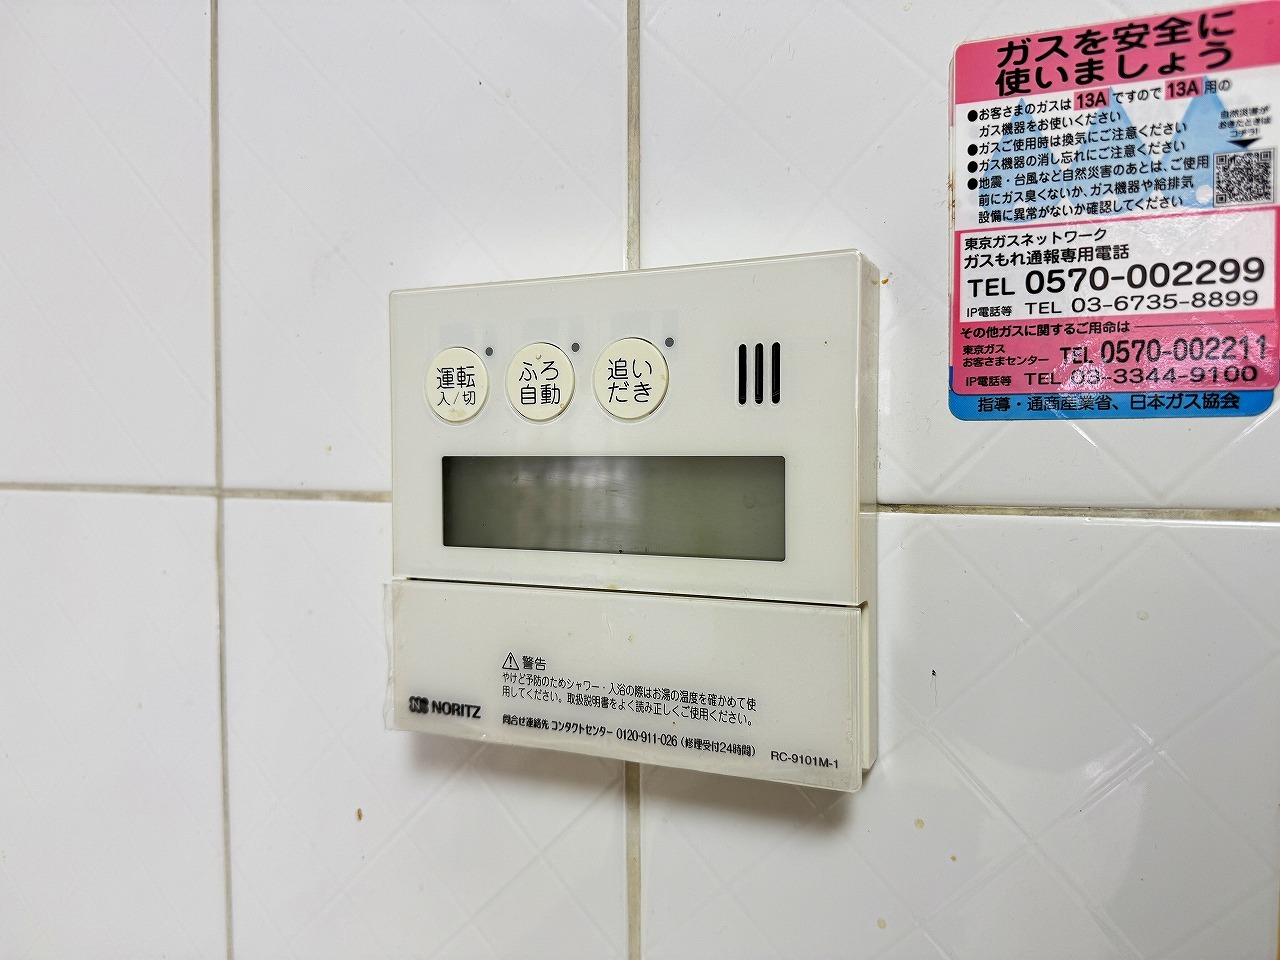 運転
入/切
ふろ
自動
追い
だき
警告
やけど予防のためシャワー・入浴の際はお湯の温度を確かめて使
用してください。取扱説明書をよく読み正しくご使用ください。
NORITZ
問合せ連絡先 コンタクトセンター 0120-911-026 (修理受付24時間)
RC-9101M-1
ガスを安全に
使いましょう
●お客さまのガスは 13A ですので 13A 用の
ガス機器をお使いください
●ガスご使用時は換気にご注意ください
●ガス機器の消し忘れにご注意ください
●地震・台風など自然災害のあとは、ご使用
前にガス臭くないか、ガス機器や給排気
設備に異常がないか確認してください
自然災害が
おきたときは
コチラ!
東京ガスネットワーク
ガスもれ通報専用電話
TEL 0570-002299
IP電話等 TEL 03-6735-8899
その他ガスに関するご用命は
東京ガス
お客さまセンター TEL 0570-002211
IP電話等 TEL 03-3344-9100
指導・通商産業省、日本ガス協会